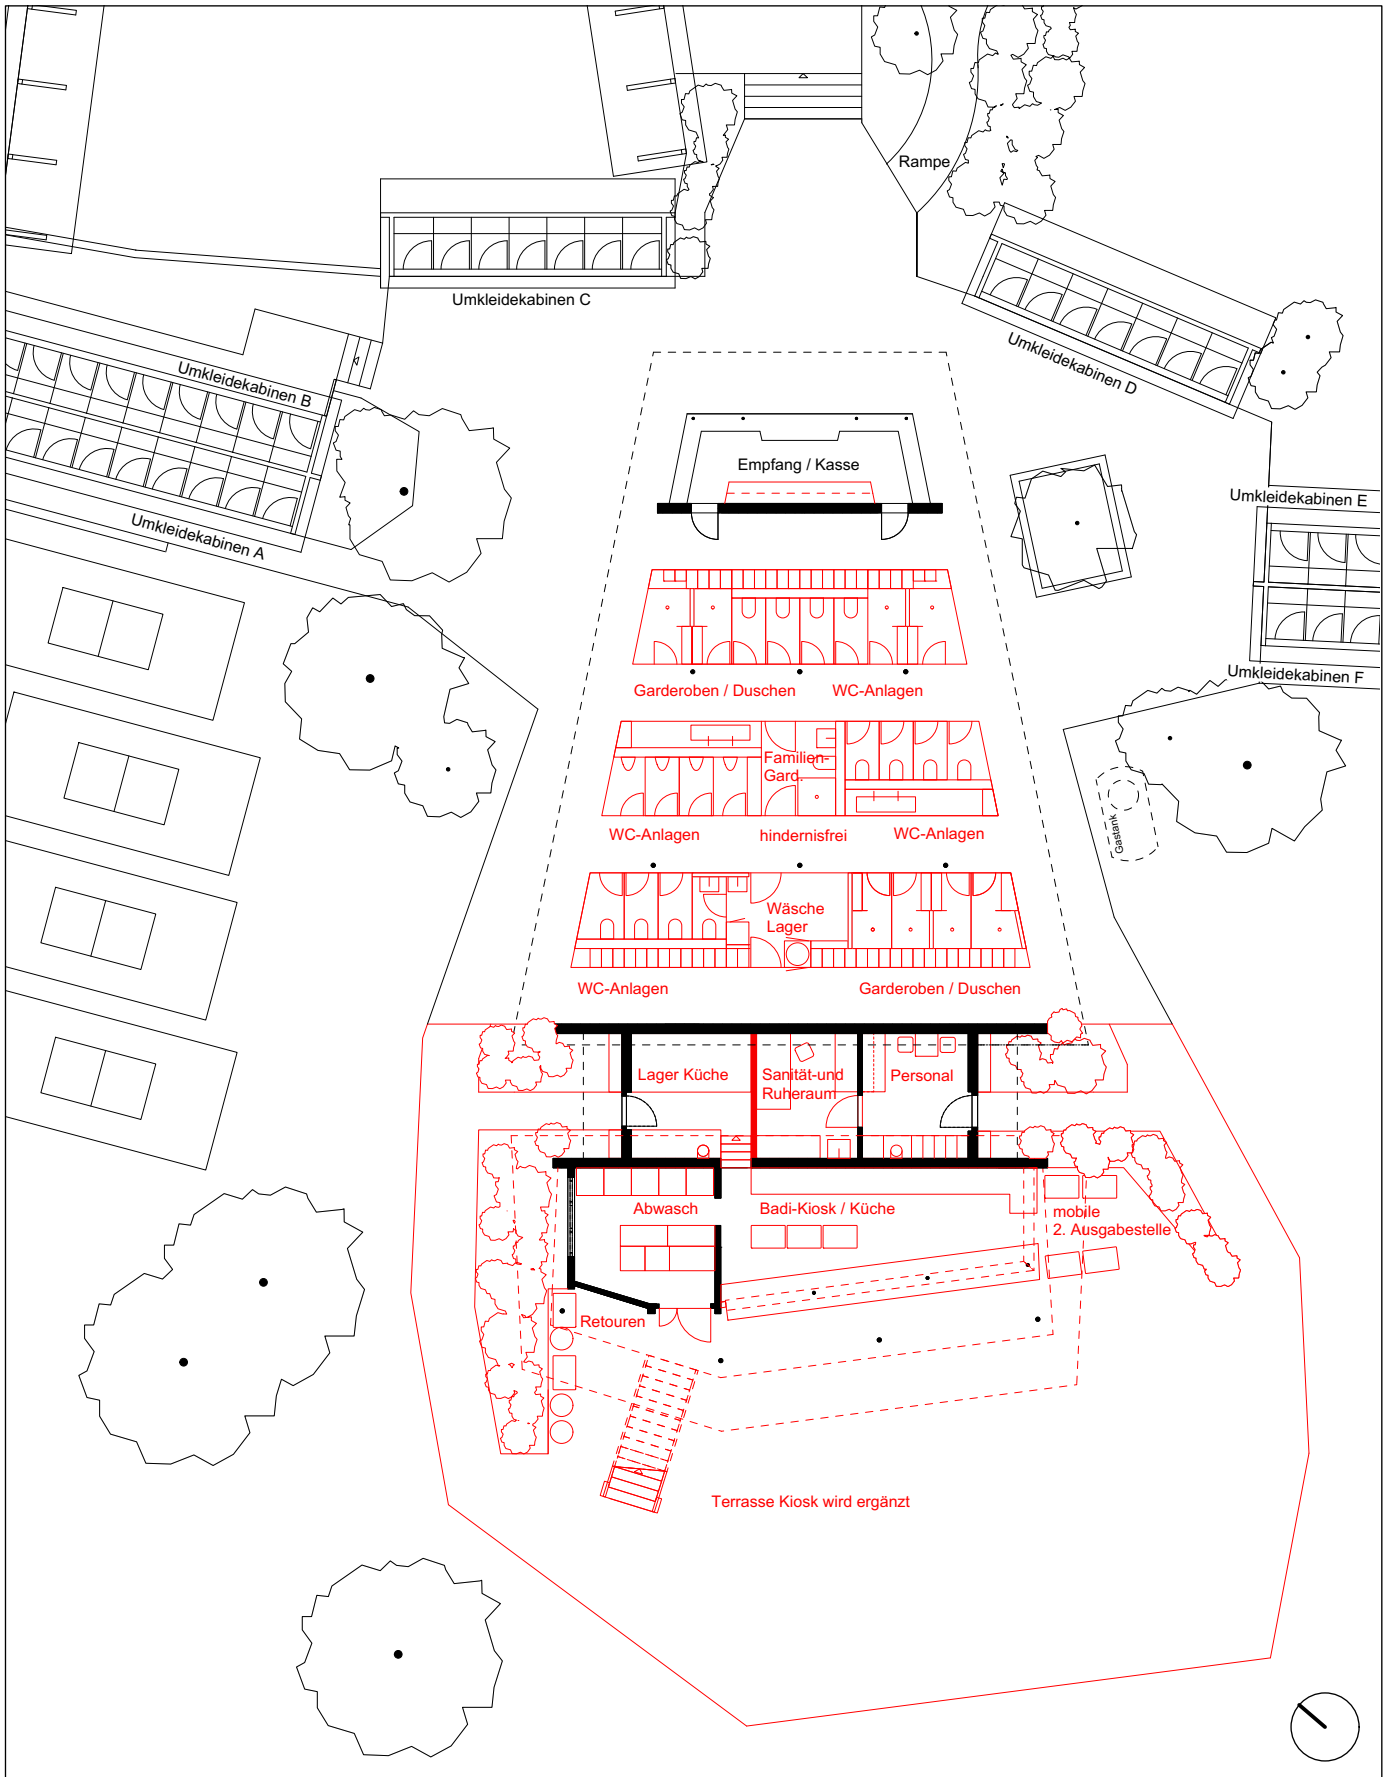 Rampe
Umkleidekabinen C
Umkleidekabinen D
Umkleidekabinen B
Umkleidekabinen A
Empfang / Kasse
Umkleidekabinen E
Umkleidekabinen F
Garderoben / Duschen
WC-Anlagen
Familien-
Gard.
WC-Anlagen
hindernisfrei
WC-Anlagen
Gastank
Wäsche
Lager
WC-Anlagen
Garderoben / Duschen
Lager Küche
Sanität-und
Ruheraum
Personal
Abwasch
Badi-Kiosk / Küche
mobile
2. Ausgabestelle
Retouren
Terrasse Kiosk wird ergänzt